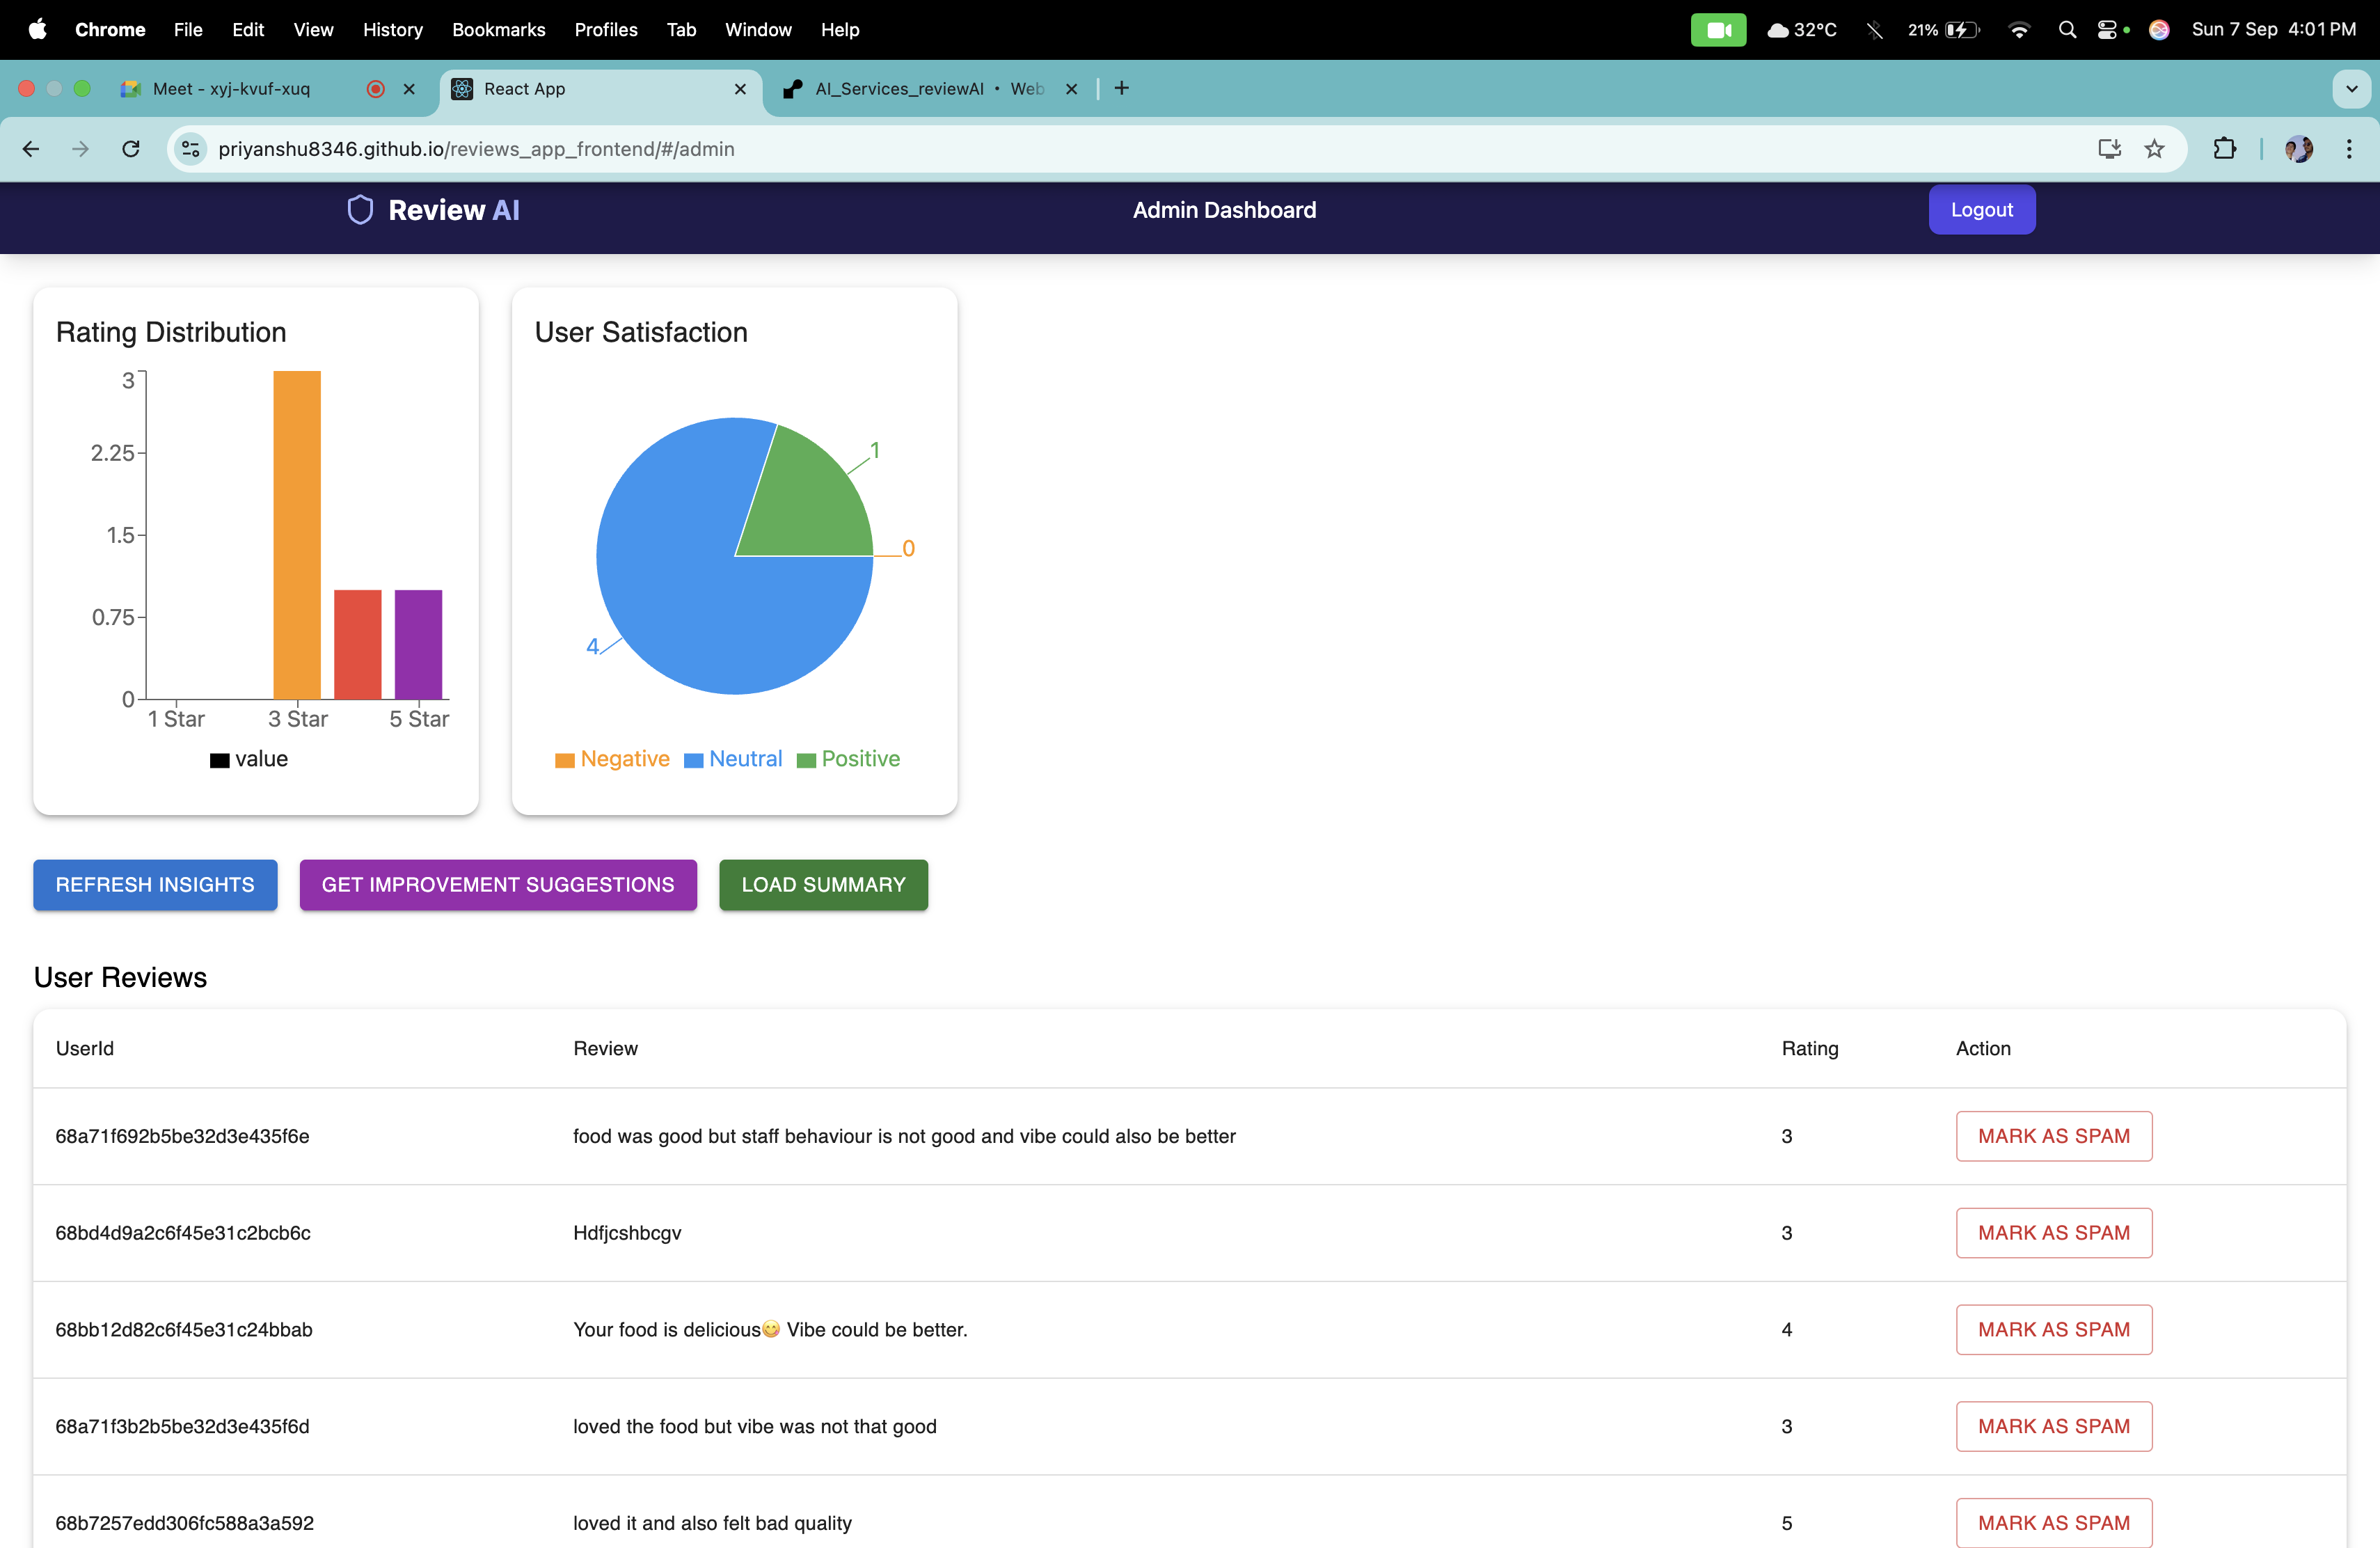 Chrome File Edit View History Bookmarks Profiles Tab Window Help 32°C 21% Sun 7 Sep 4:01 PM
Meet - xyj-kvuf-xuq React App AI_Services_reviewAI • Web
priyanshu8346.github.io/reviews_app_frontend/#/admin
Review AI Admin Dashboard Logout
Rating Distribution
3
2.25
1.5
0.75
0
1 Star 3 Star 5 Star
value
User Satisfaction
1
0
4
Negative Neutral Positive
REFRESH INSIGHTS GET IMPROVEMENT SUGGESTIONS LOAD SUMMARY
User Reviews
UserId Review Rating Action
68a71f692b5be32d3e435f6e food was good but staff behaviour is not good and vibe could also be better 3 MARK AS SPAM
68bd4d9a2c6f45e31c2bcb6c Hdfjcshbcgv 3 MARK AS SPAM
68bb12d82c6f45e31c24bbab Your food is delicious😋 Vibe could be better. 4 MARK AS SPAM
68a71f3b2b5be32d3e435f6d loved the food but vibe was not that good 3 MARK AS SPAM
68b7257edd306fc588a3a592 loved it and also felt bad quality 5 MARK AS SPAM